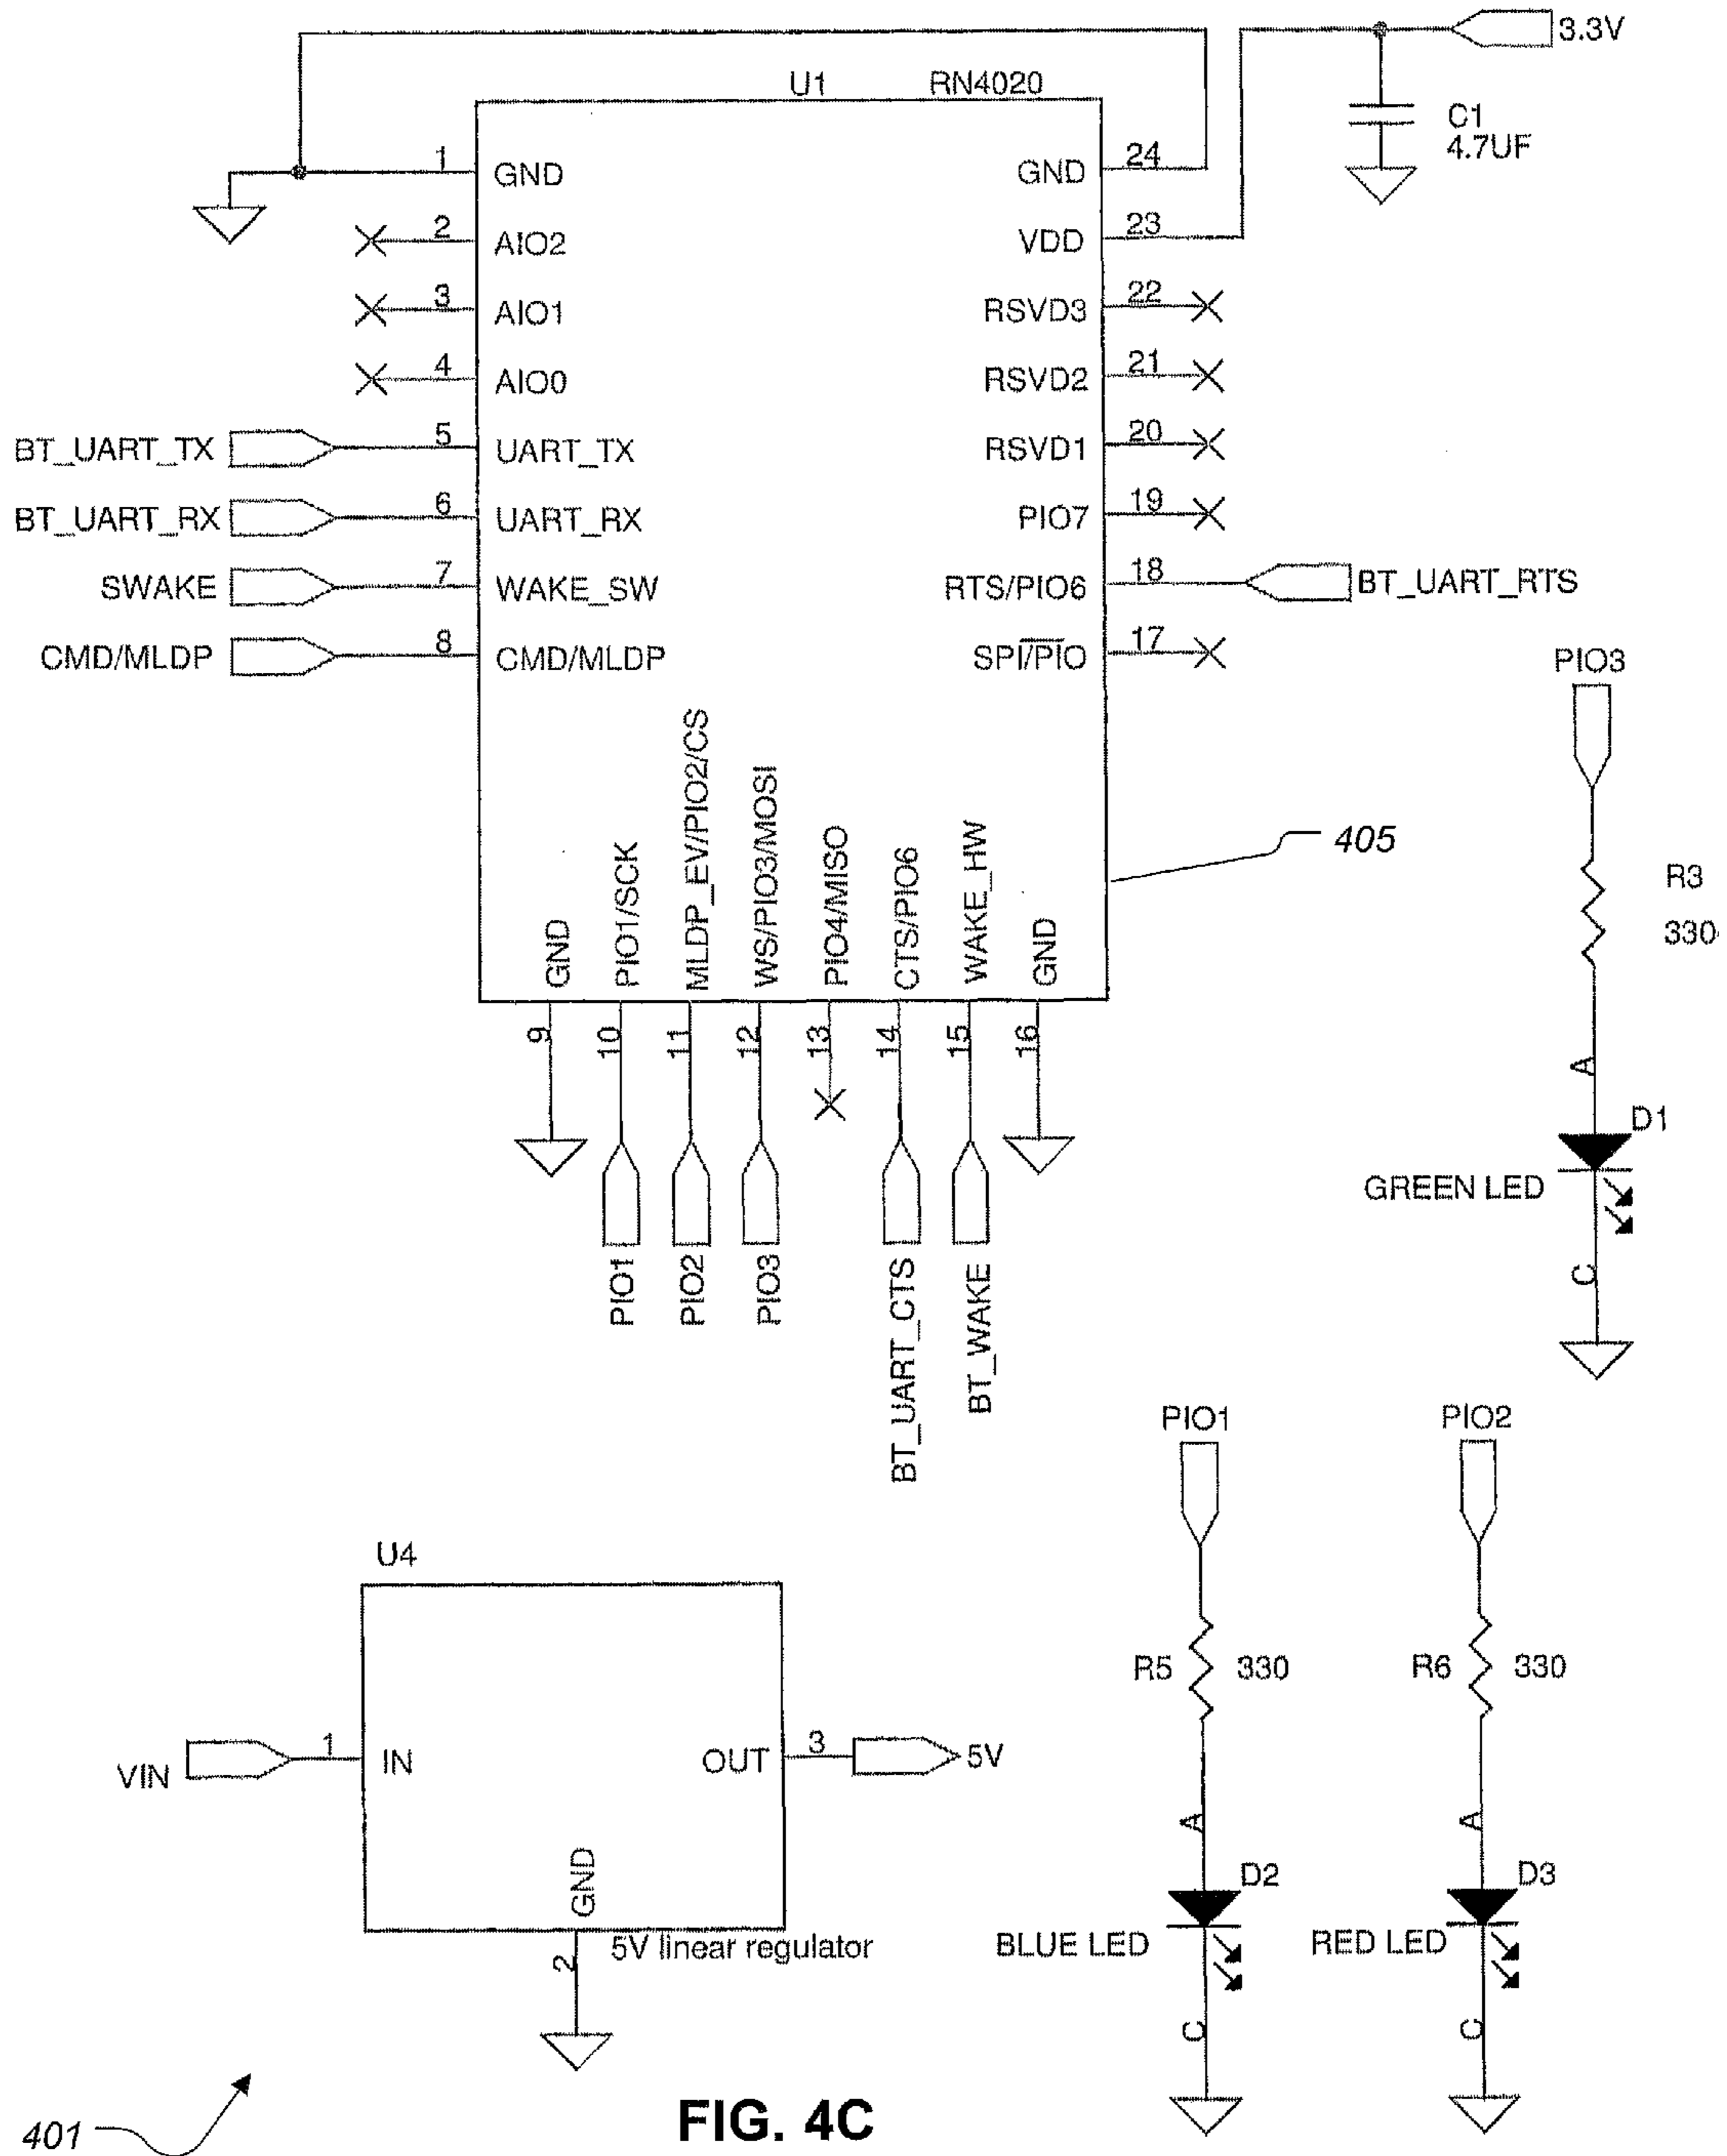 3.3V
U1 RN4020
C1
4.7UF
1 GND
GND 24
2 AIO2
VDD 23
3 AIO1
RSVD3 22
4 AIO0
RSVD2 21
BT_UART_TX 5 UART_TX
RSVD1 20
BT_UART_RX 6 UART_RX
PIO7 19
SWAKE 7 WAKE_SW
RTS/PIO6 18 BT_UART_RTS
CMD/MLDP 8 CMD/MLDP
SPI/PIO 17
PIO3
GND
PIO1/SCK
MLDP_EV/PIO2/CS
WS/PIO3/MOSI
PIO4/MISO
CTS/PIO6
WAKE_HW
GND
405
R3
330
9
10
11
12
13
14
15
16
A
D1
GREEN LED
C
PIO1
PIO2
PIO3
BT_UART_CTS
BT_WAKE
PIO1
PIO2
U4
R5 330
R6 330
VIN 1 IN
OUT 3 5V
GND
2
5V linear regulator
A
D2
BLUE LED
C
A
D3
RED LED
C
401
FIG. 4C